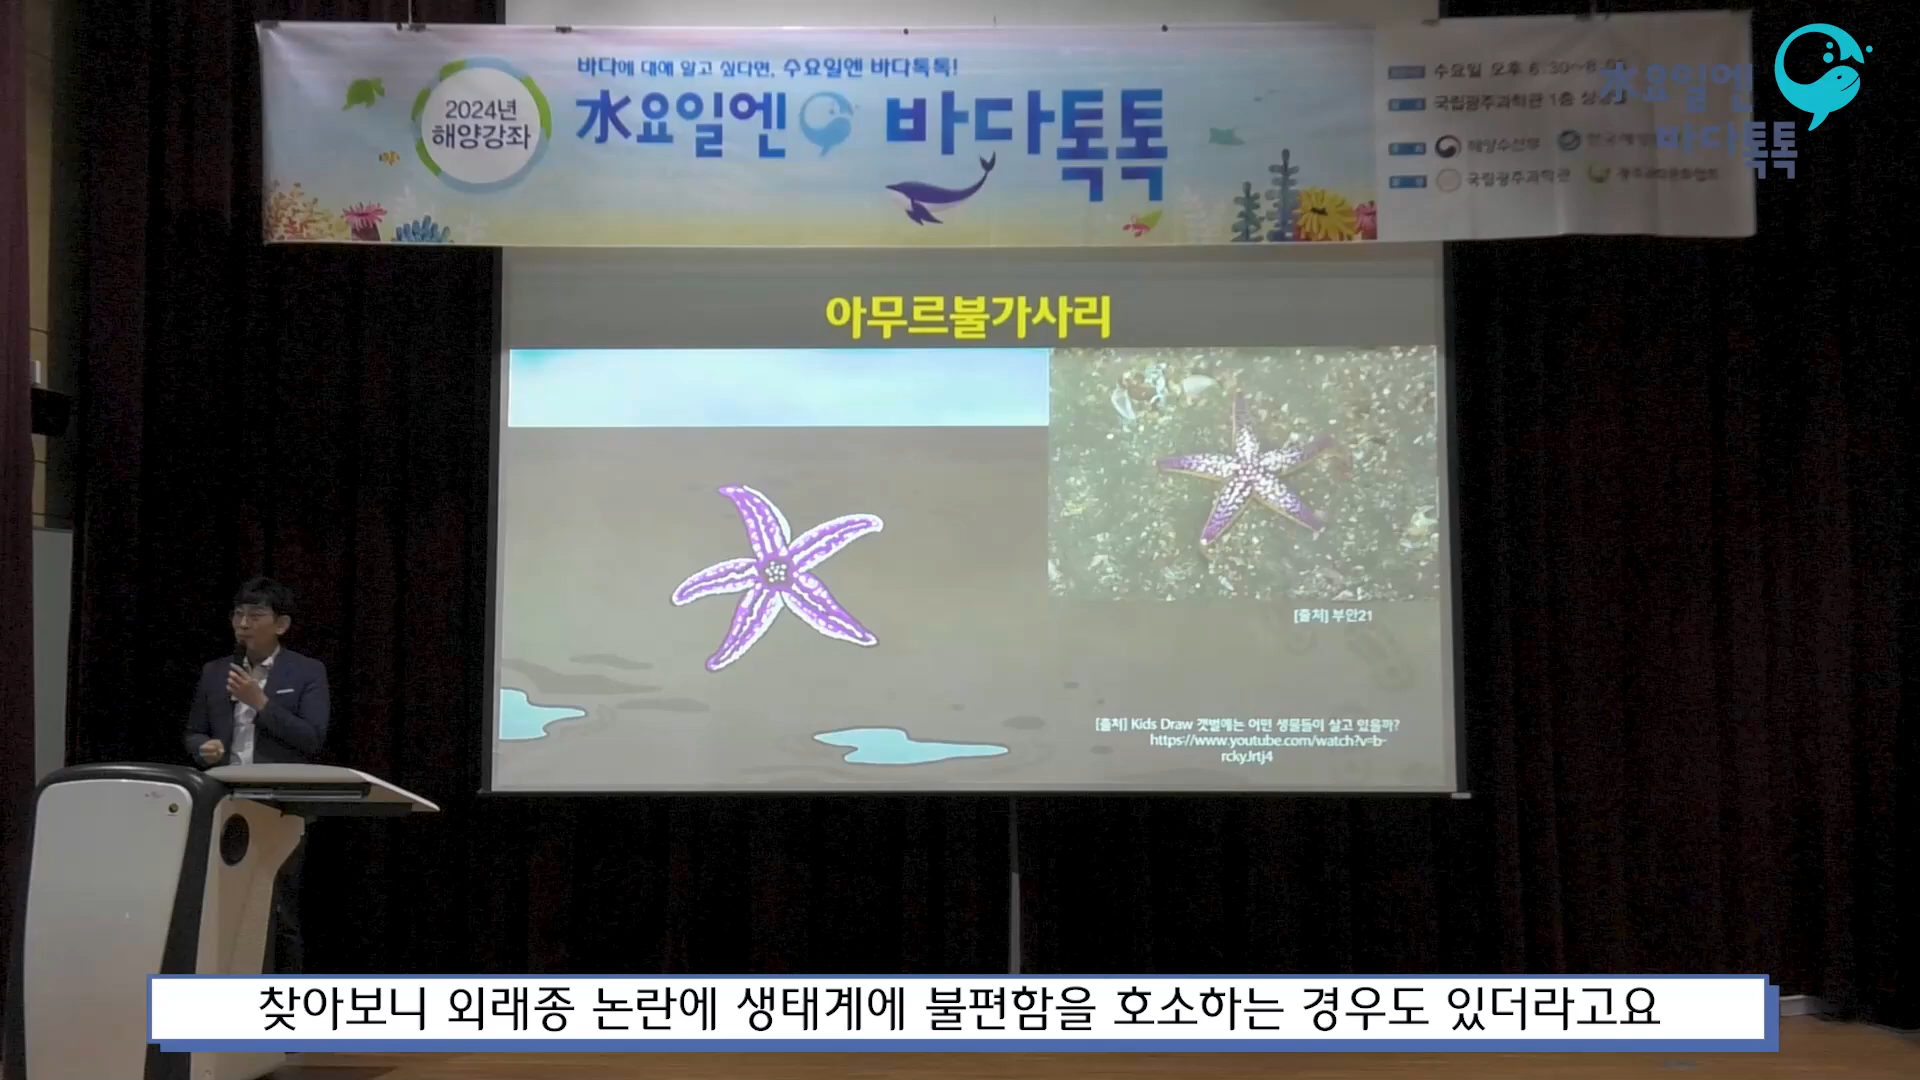 바다에 대해 알고 싶다면, 수요일엔 바다톡톡!
2024년
해양강좌
水요일엔 바다톡톡
수요일 오후 6:30~8:
국립광주과학관 1층
해양수산부
국립광주과학관
水요일엔
바다톡톡
아무르불가사리
[출처] 부안21
[출처] Kids Draw 갯벌에는 어떤 생물들이 살고 있을까?
https://www.youtube.com/watch?v=b-
rckyJrtj4
찾아보니 외래종 논란에 생태계에 불편함을 호소하는 경우도 있더라고요